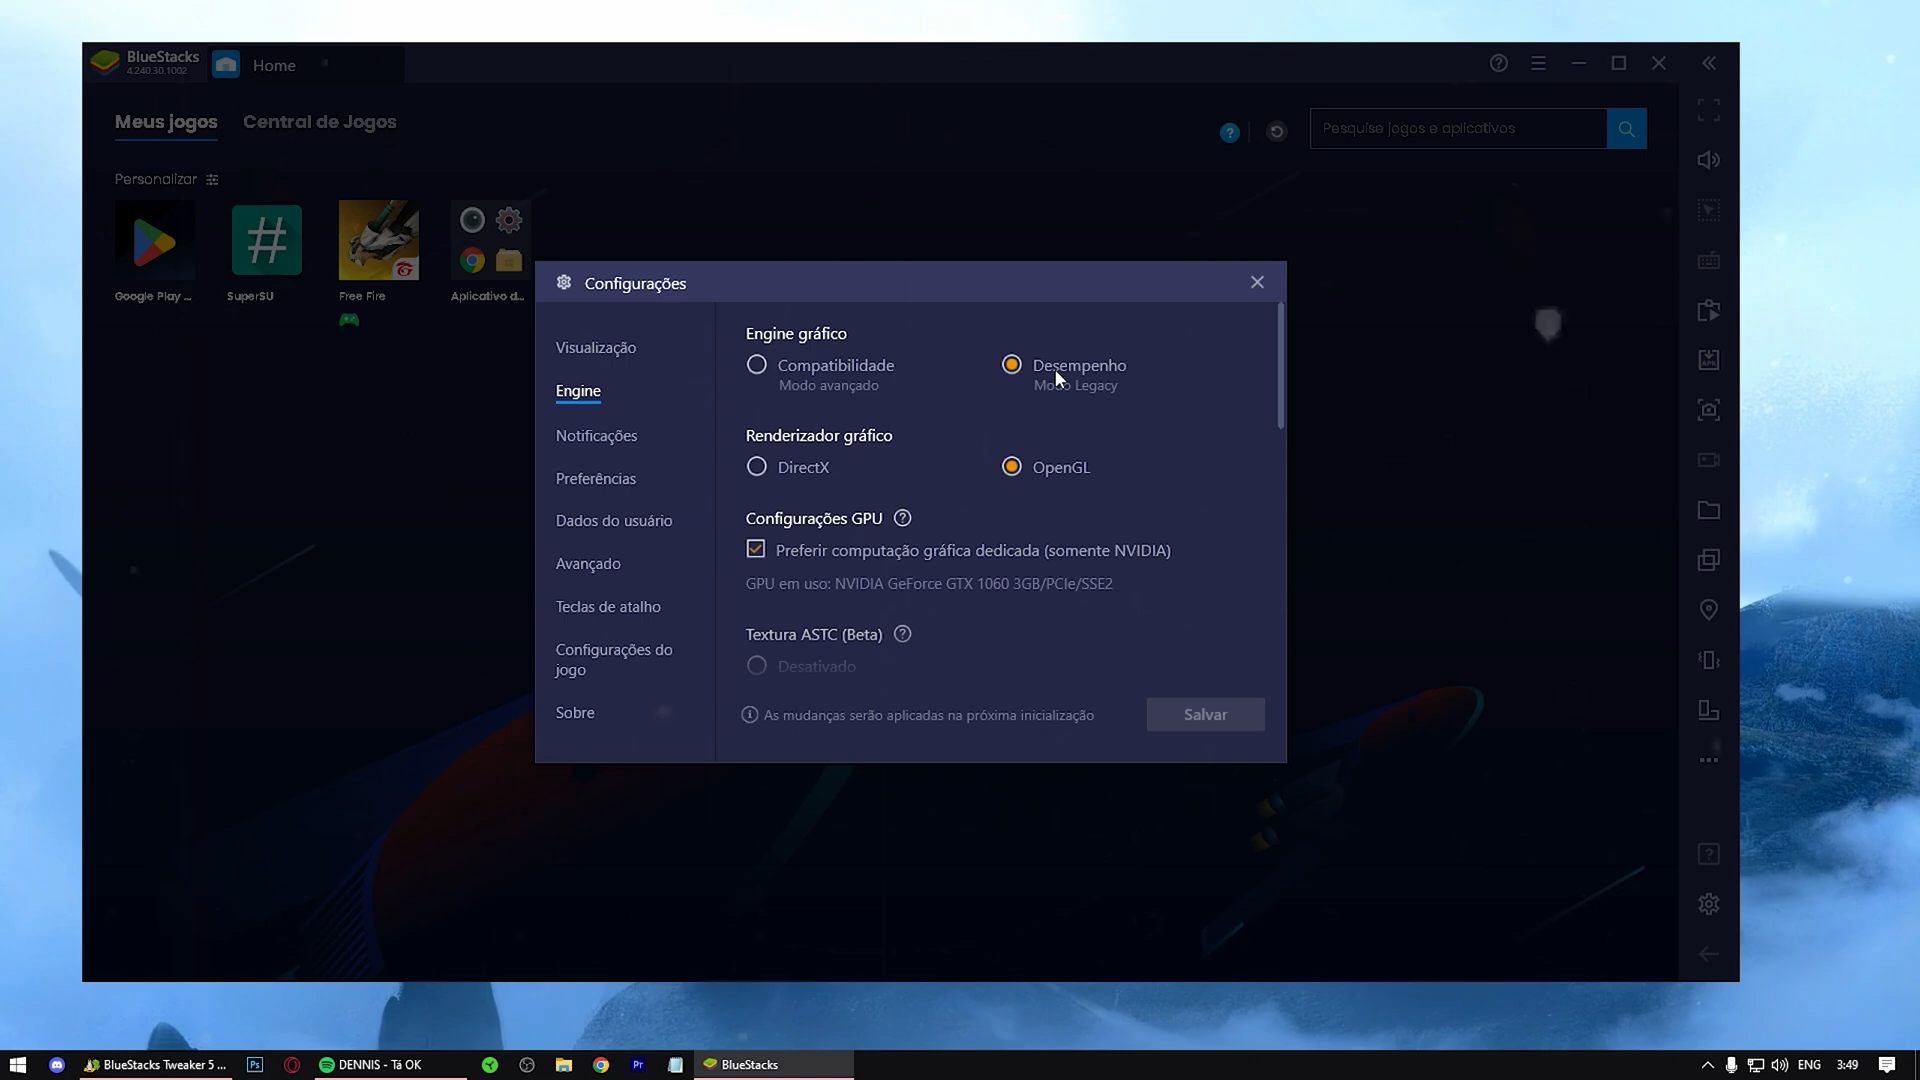 BlueStacks
4.240.30.1002
Home
Meus jogos
Central de Jogos
Pesquise jogos e aplicativos
Personalizar
Google Play ...
SuperSU
Free Fire
Aplicativo d...
Configurações
Visualização
Engine
Notificações
Preferências
Dados do usuário
Avançado
Teclas de atalho
Configurações do
jogo
Sobre
Engine gráfico
Compatibilidade
Modo avançado
Desempenho
Modo Legacy
Renderizador gráfico
DirectX
OpenGL
Configurações GPU
Preferir computação gráfica dedicada (somente NVIDIA)
GPU em uso: NVIDIA GeForce GTX 1060 3GB/PCIe/SSE2
Textura ASTC (Beta)
Desativado
As mudanças serão aplicadas na próxima inicialização
Salvar
BlueStacks Tweaker 5 ...
Ps
DENNIS - Tá OK
Pr
BlueStacks
ENG
3:49